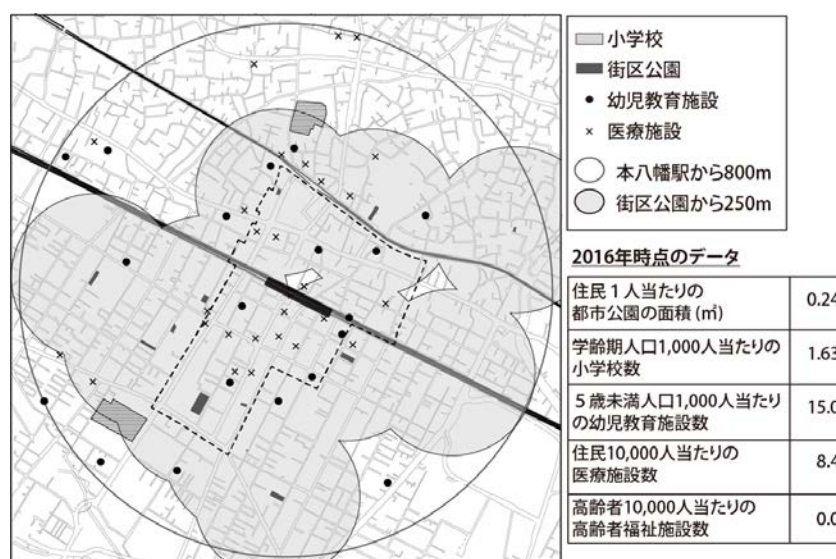 小学校
街区公園
幼児教育施設
医療施設
本八幡駅から800m
街区公園から250m
2016年時点のデータ
住民1人当たりの
都市公園の面積(㎡)
0.24
学齢期人口1,000人当たりの
小学校数
1.63
5歳未満人口1,000人当たり
の幼児教育施設数
15.0
住民10,000人当たりの
医療施設数
8.4
高齢者10,000人当たりの
高齢者福祉施設数
0.0